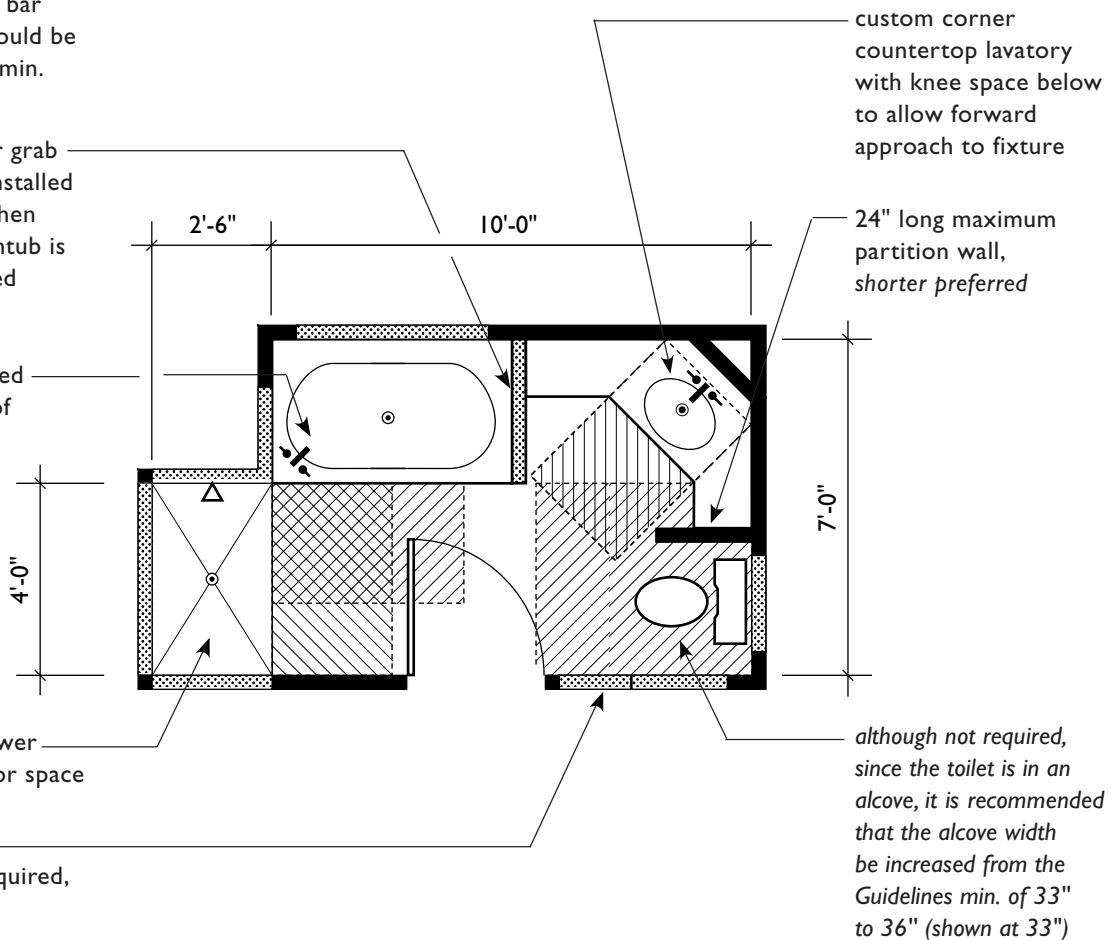 bar
ould be
min.
r grab
nstalled
hen
htub is
ed
ed
of
wer
or space
quired,
custom corner
countertop lavatory
with knee space below
to allow forward
approach to fixture
24" long maximum
partition wall,
shorter preferred
2'-6"
10'-0"
7'-0"
4'-0"
although not required,
since the toilet is in an
alcove, it is recommended
that the alcove width
be increased from the
Guidelines min. of 33"
to 36" (shown at 33")